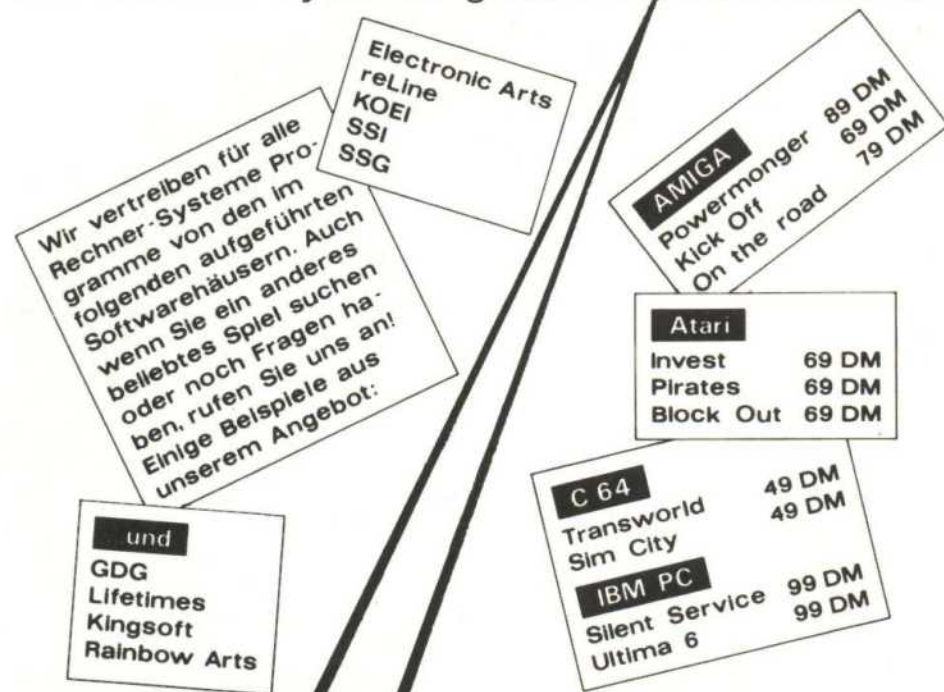 Electronic Arts
reLine
KOEI
SSI
SSG
Wir vertreiben für alle
Rechner-Systeme Pro-
gramme von den im
folgenden aufgeführten
Softwarehäusern. Auch
wenn Sie ein anderes
beliebtes Spiel suchen
oder noch Fragen ha-
ben, rufen Sie uns an!
Einige Beispiele aus
unserem Angebot:
und
GDG
Lifetimes
Kingsoft
Rainbow Arts
AMIGA
Powermonger 89 DM
Kick Off 69 DM
On the road 79 DM
Atari
Invest 69 DM
Pirates 69 DM
Block Out 69 DM
C 64
Transworld 49 DM
Sim City 49 DM
IBM PC
Silent Service 99 DM
Ultima 6 99 DM